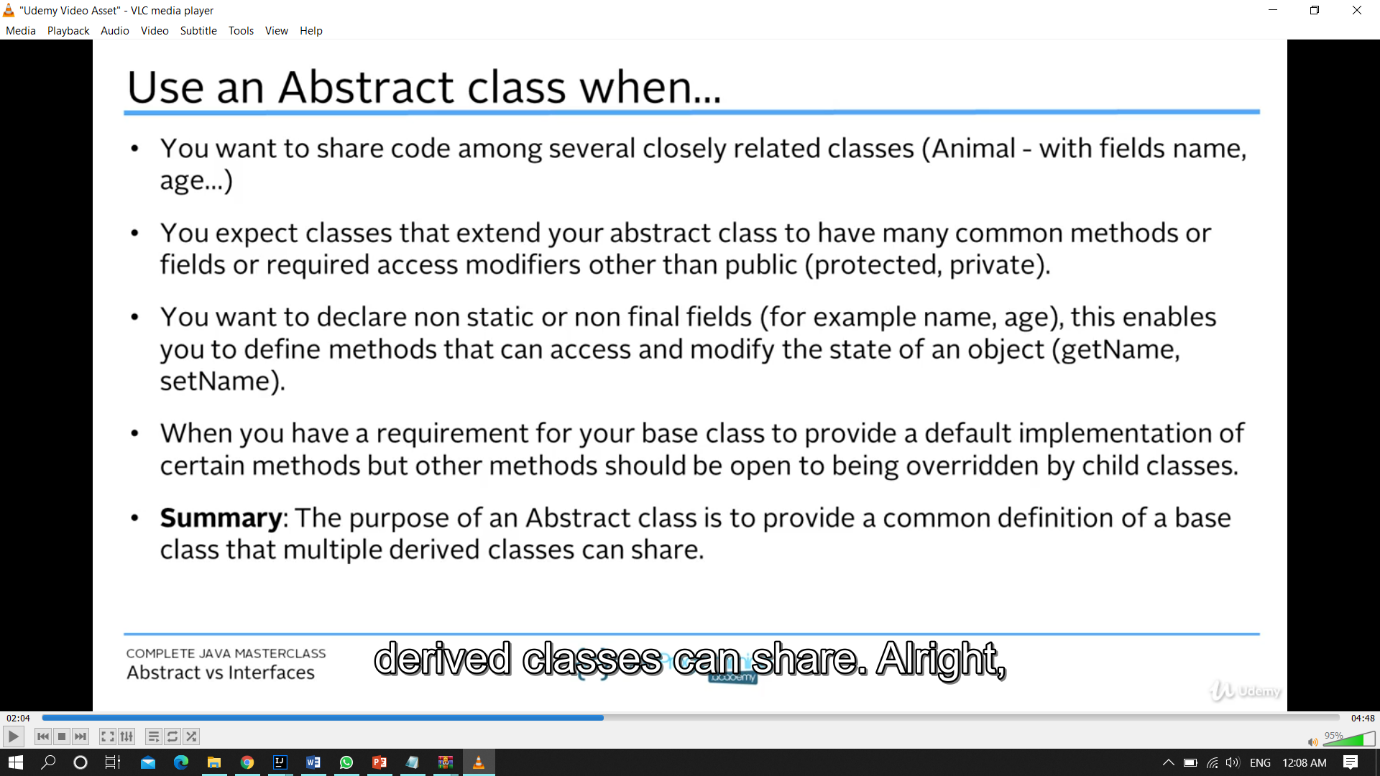 "Udemy Video Asset" - VLC media player
Media Playback Audio Video Subtitle Tools View Help
Use an Abstract class when...
• You want to share code among several closely related classes (Animal - with fields name,
age...)
• You expect classes that extend your abstract class to have many common methods or
fields or required access modifiers other than public (protected, private).
• You want to declare non static or non final fields (for example name, age), this enables
you to define methods that can access and modify the state of an object (getName,
setName).
• When you have a requirement for your base class to provide a default implementation of
certain methods but other methods should be open to being overridden by child classes.
• Summary: The purpose of an Abstract class is to provide a common definition of a base
class that multiple derived classes can share.
COMPLETE JAVA MASTERCLASS
Abstract vs Interfaces
derived classes can share. Alright,
academy
Udemy
02:04
04:48
95%
ENG 12:08 AM